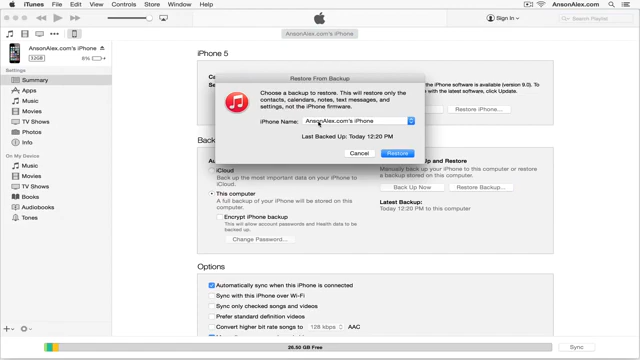 iTunes File Edit View Controls Store Window Help AnsonAlex.com
Sign In Search Playlist
AnsonAlex.com's iPhone
AnsonAlex.com's iPhone
32GB 6%
Settings
Summary
Apps
Music
Movies
TV Shows
Photos
Info
On My Device
Music
Movies
TV Shows
Books
Audiobooks
Tones
iPhone 5
Restore From Backup
Choose a backup to restore. This will restore only the
contacts, calendars, notes, text messages, and
settings, not the iPhone firmware.
iPhone Name: AnsonAlex.com's iPhone
Last Backed Up: Today 12:20 PM
Cancel Restore
iPhone software is available (version 9.0). To
Restore iPhone...
iCloud
Back up the most important data on your iPhone to
iCloud.
This computer
A full backup of your iPhone will be stored on this
computer.
Encrypt iPhone backup
This will allow account passwords and Health data to be
backed up.
Change Password...
up and Restore
Manually back up your iPhone to this computer or
restore a backup stored on this computer.
Back Up Now Restore Backup...
Latest Backup:
Today 12:20 PM to this computer
Options
Automatically sync when this iPhone is connected
Sync with this iPhone over Wi-Fi
Sync only checked songs and videos
Prefer standard definition videos
Convert higher bit rate songs to 128 kbps AAC
26.50 GB Free
Sync